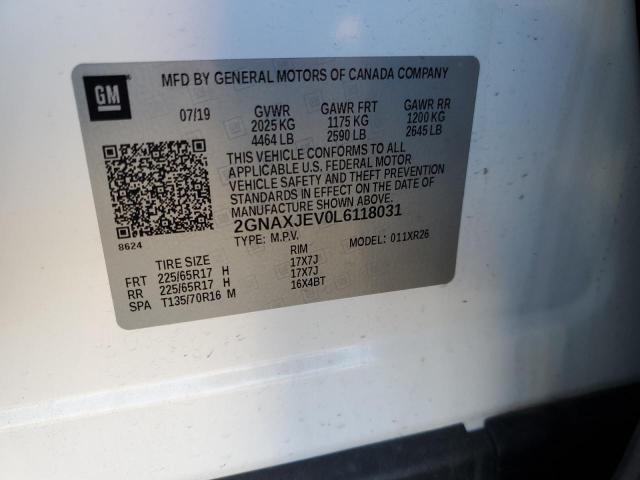 GM
MFD BY GENERAL MOTORS OF CANADA COMPANY
07/19 GVWR GAWR FRT GAWR RR
2025 KG 1175 KG 1200 KG
4464 LB 2590 LB 2645 LB
THIS VEHICLE CONFORMS TO ALL
APPLICABLE U.S. FEDERAL MOTOR
VEHICLE SAFETY AND THEFT PREVENTION
STANDARDS IN EFFECT ON THE DATE OF
MANUFACTURE SHOWN ABOVE.
2GNAXJEV0L6118031
8624
TYPE: M.P.V. MODEL: 011XR26
TIRE SIZE RIM
FRT 225/65R17 H 17X7J
RR 225/65R17 H 17X7J
SPA T135/70R16 M 16X4BT